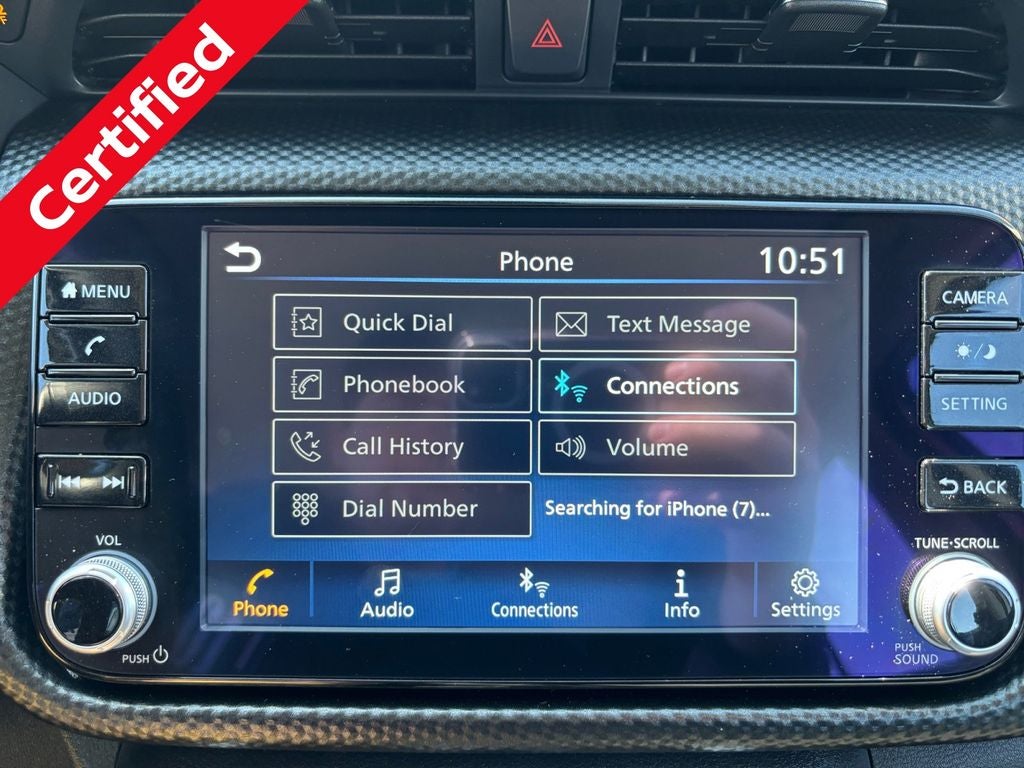 Certified
Phone
10:51
MENU
AUDIO
Quick Dial
Text Message
Phonebook
Connections
Call History
Volume
Dial Number
Searching for iPhone (7)...
Phone
Audio
Connections
Info
Settings
VOL
PUSH
CAMERA
SETTING
BACK
TUNE·SCROLL
PUSH
SOUND